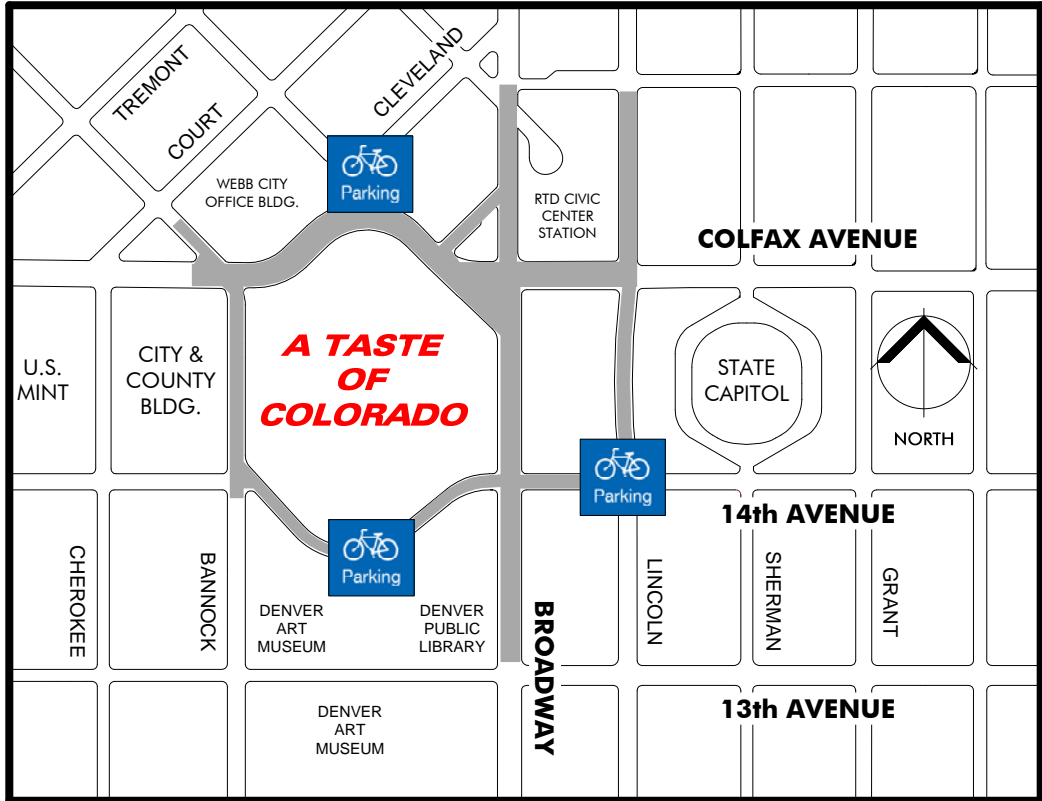 TREMONT
COURT
CLEVELAND
Parking
WEBB CITY
OFFICE BLDG.
RTD CIVIC
CENTER
STATION
COLFAX AVENUE
U.S.
MINT
CITY &
COUNTY
BLDG.
A TASTE
OF
COLORADO
STATE
CAPITOL
NORTH
Parking
14th AVENUE
Parking
CHEROKEE
BANNOCK
DENVER
ART
MUSEUM
DENVER
PUBLIC
LIBRARY
BROADWAY
LINCOLN
SHERMAN
GRANT
13th AVENUE
DENVER
ART
MUSEUM